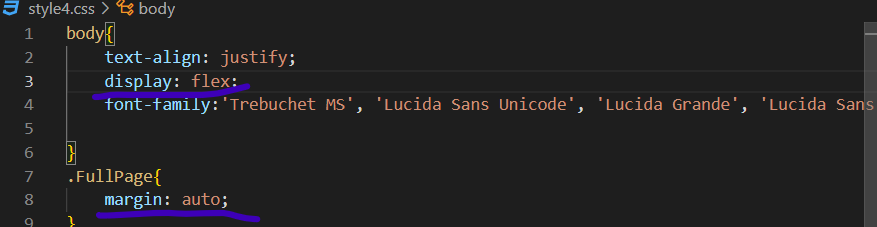 style4.css > body
1 body{
2 text-align: justify;
3 display: flex;
4 font-family:'Trebuchet MS', 'Lucida Sans Unicode', 'Lucida Grande', 'Lucida Sans
5
6 }
7 .FullPage{
8 margin: auto;
9 }